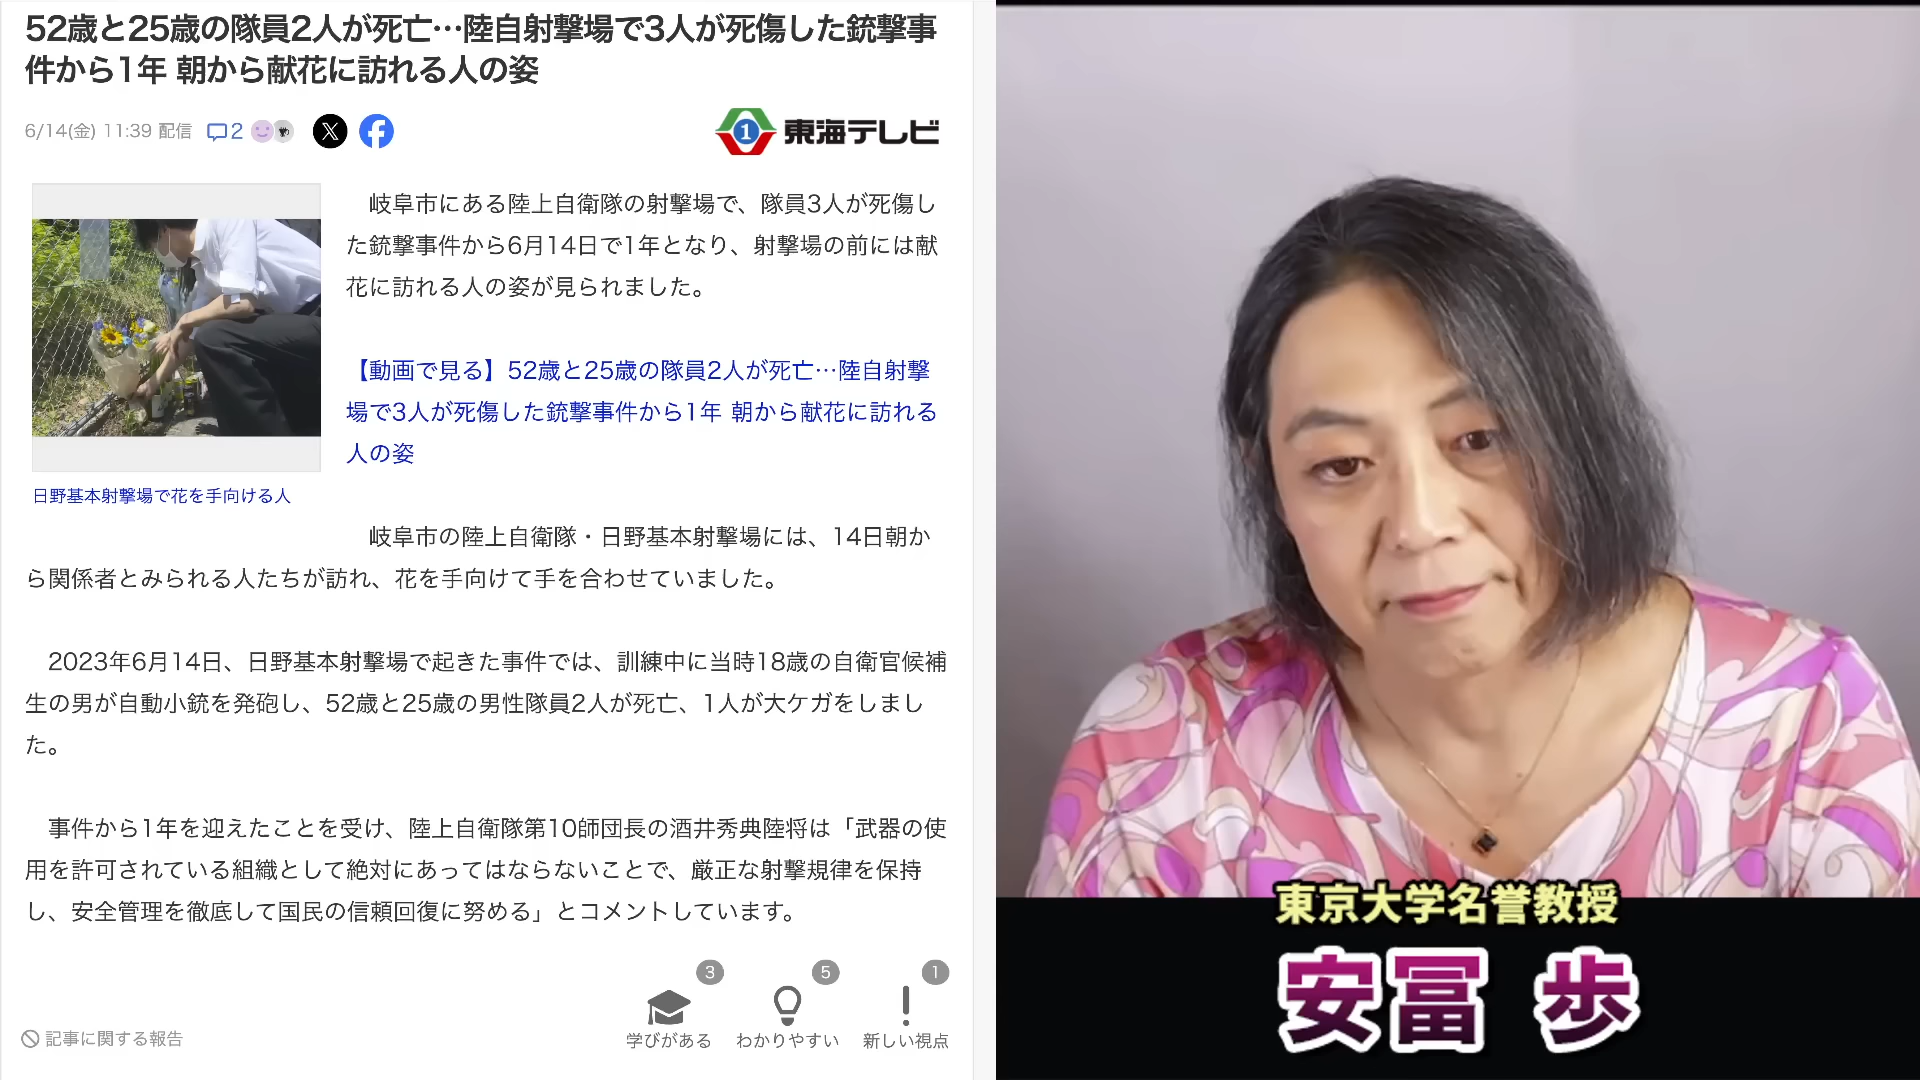 52歳と25歳の隊員2人が死亡…陸自射撃場で3人が死傷した銃撃事
件から1年 朝から献花に訪れる人の姿
6/14(金) 11:39 配信 2
1 東海テレビ
岐阜市にある陸上自衛隊の射撃場で、隊員3人が死傷し
た銃撃事件から6月14日で1年となり、射撃場の前には献
花に訪れる人の姿が見られました。
【動画で見る】52歳と25歳の隊員2人が死亡…陸自射撃
場で3人が死傷した銃撃事件から1年 朝から献花に訪れる
人の姿
日野基本射撃場で花を手向ける人
岐阜市の陸上自衛隊・日野基本射撃場には、14日朝か
ら関係者とみられる人たちが訪れ、花を手向けて手を合わせていました。
2023年6月14日、日野基本射撃場で起きた事件では、訓練中に当時18歳の自衛官候補
生の男が自動小銃を発砲し、52歳と25歳の男性隊員2人が死亡、1人が大ケガをしまし
た。
事件から1年を迎えたことを受け、陸上自衛隊第10師団長の酒井秀典陸将は「武器の使
用を許可されている組織として絶対にあってはならないことで、厳正な射撃規律を保持
し、安全管理を徹底して国民の信頼回復に努める」とコメントしています。
3 5 1
学びがある わかりやすい 新しい視点
記事に関する報告
東京大学名誉教授
安冨 歩